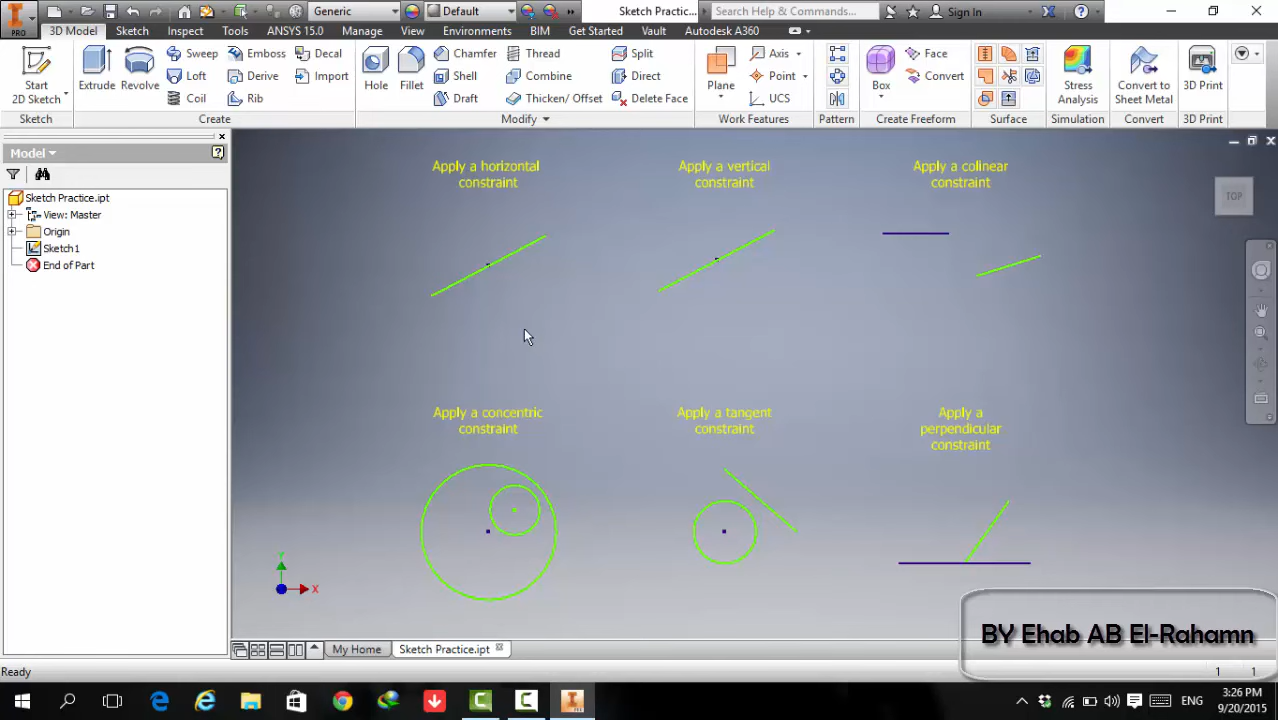 PRO
Generic
Default
Sketch Practic...
Search Help & Commands...
Sign In
3D Model
Sketch
Inspect
Tools
ANSYS 15.0
Manage
View
Environments
BIM
Get Started
Vault
Autodesk A360
Start
2D Sketch
Extrude
Revolve
Sweep
Loft
Coil
Emboss
Derive
Rib
Decal
Import
Hole
Fillet
Chamfer
Shell
Draft
Thread
Combine
Thicken/ Offset
Split
Direct
Delete Face
Plane
Axis
Point
UCS
Box
Face
Convert
Stress
Analysis
Convert to
Sheet Metal
3D Print
Sketch
Create
Modify
Work Features
Pattern
Create Freeform
Surface
Simulation
Convert
3D Print
Model
Sketch Practice.ipt
View: Master
Origin
Sketch1
End of Part
Apply a horizontal
constraint
Apply a vertical
constraint
Apply a colinear
constraint
TOP
Apply a concentric
constraint
Apply a tangent
constraint
Apply a
perpendicular
constraint
Y
X
BY Ehab AB El-Rahamn
My Home
Sketch Practice.ipt
Ready
1
1
ENG
3:26 PM
9/20/2015